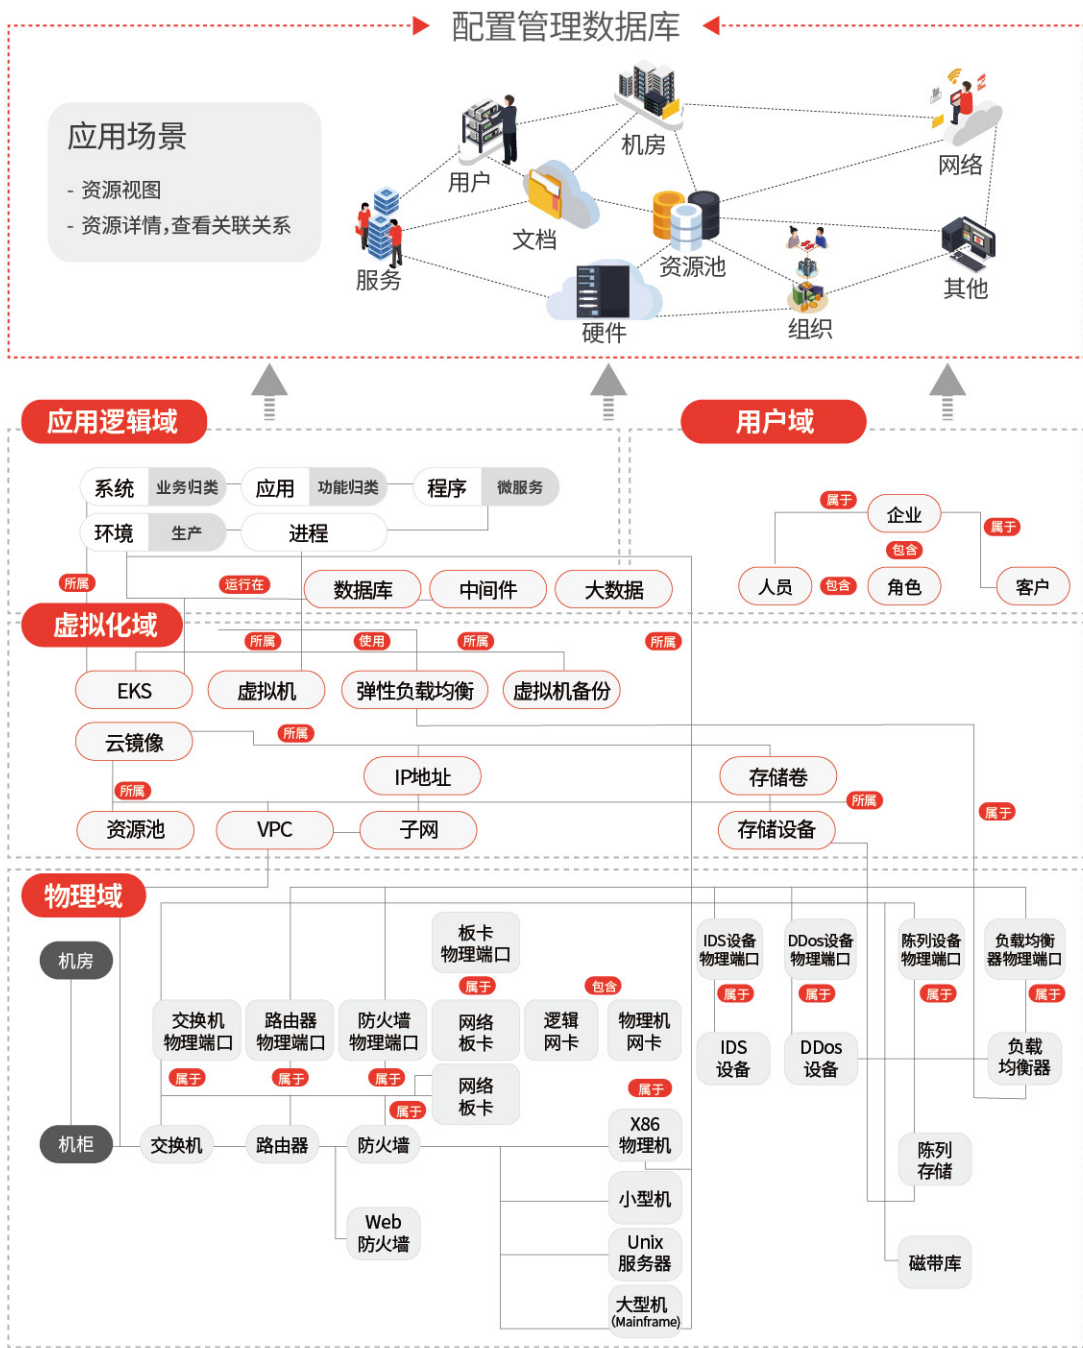 配置管理数据库
应用场景
- 资源视图
- 资源详情,查看关联关系
机房
用户
网络
文档
资源池
服务
其他
硬件
组织
应用逻辑域
用户域
系统 业务归类 应用 功能归类 程序 微服务
环境 生产 进程
属于
企业
属于
包含
所属
运行在
数据库
中间件
大数据
人员
包含
角色
客户
虚拟化域
所属
使用
所属
所属
EKS
虚拟机
弹性负载均衡
虚拟机备份
云镜像
所属
IP地址
存储卷
所属
所属
属于
资源池
VPC
子网
存储设备
物理域
机房
板卡
物理端口
IDS设备
物理端口
DDos设备
物理端口
陈列设备
物理端口
负载均衡
器物理端口
属于
包含
属于
属于
属于
属于
交换机
物理端口
路由器
物理端口
防火墙
物理端口
网络
板卡
逻辑
网卡
物理机
网卡
IDS
设备
DDos
设备
负载
均衡器
属于
属于
属于
网络
板卡
属于
属于
机柜
交换机
路由器
防火墙
X86
物理机
陈列
存储
小型机
Web
防火墙
Unix
服务器
磁带库
大型机
(Mainframe)